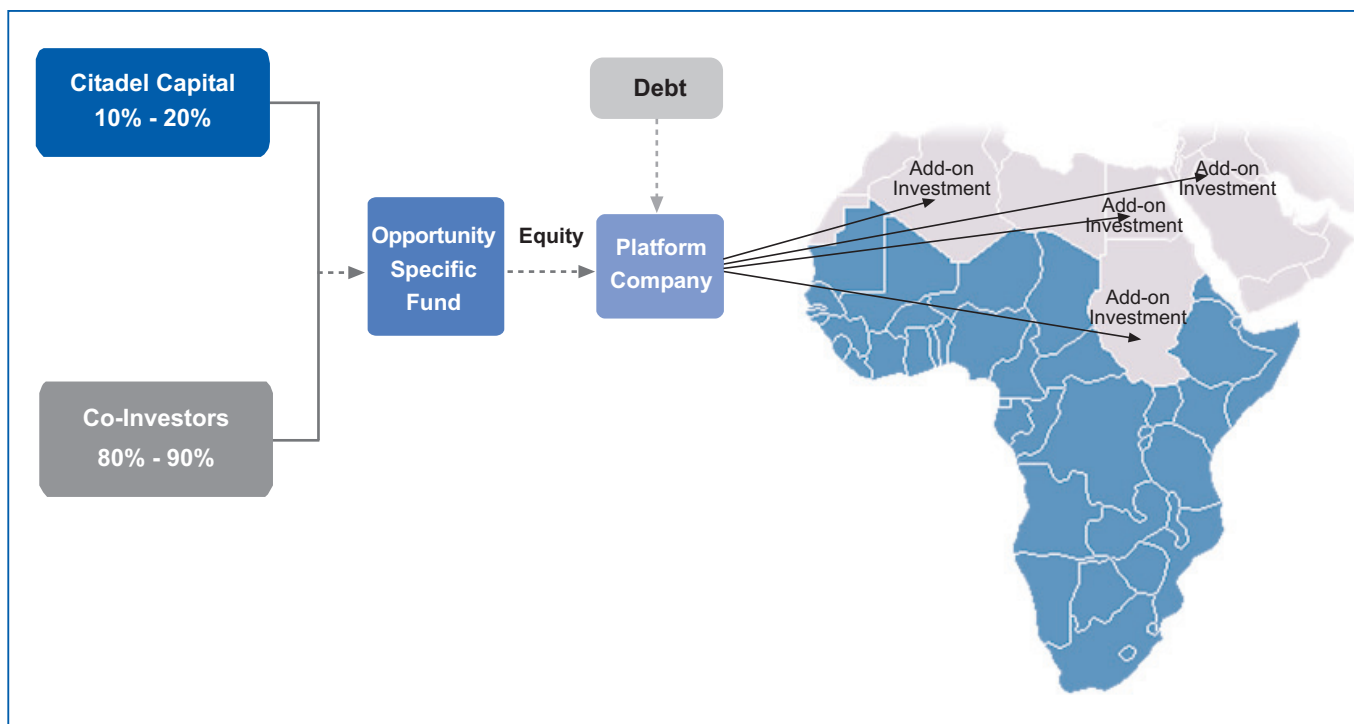 Citadel Capital
10% - 20%
Debt
Opportunity
Specific
Fund
Equity
Platform
Company
Co-Investors
80% - 90%
Add-on
Investment
Add-on
Investment
Add-on
Investment
Add-on
Investment